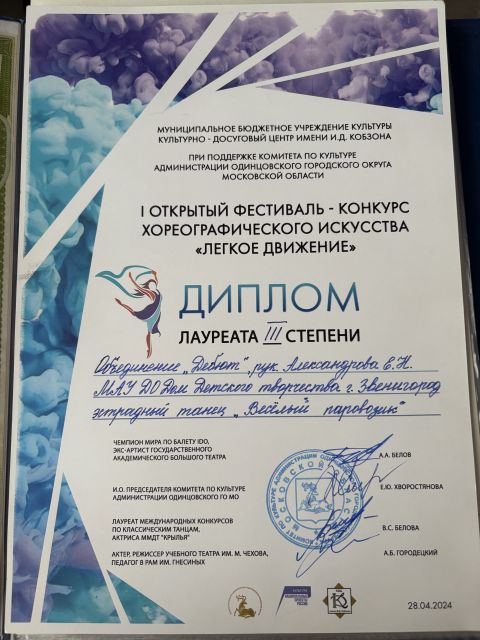 МУНИЦИПАЛЬНОЕ БЮДЖЕТНОЕ УЧРЕЖДЕНИЕ КУЛЬТУРЫ
КУЛЬТУРНО - ДОСУГОВЫЙ ЦЕНТР ИМЕНИ И.Д. КОБЗОНА
ПРИ ПОДДЕРЖКЕ КОМИТЕТА ПО КУЛЬТУРЕ
АДМИНИСТРАЦИИ ОДИНЦОВСКОГО ГОРОДСКОГО ОКРУГА
МОСКОВСКОЙ ОБЛАСТИ
I ОТКРЫТЫЙ ФЕСТИВАЛЬ - КОНКУРС
ХОРЕОГРАФИЧЕСКОГО ИСКУССТВА
«ЛЕГКОЕ ДВИЖЕНИЕ»
ДИПЛОМ
ЛАУРЕАТА III СТЕПЕНИ
Объединение „Дебют", рук. Александрова Е.Н.
МАУ ДО Дом Детского творчества г. Звенигород
эстрадный танец „Весёлый паровозик"
ЧЕМПИОН МИРА ПО БАЛЕТУ IDO,
ЭКС-АРТИСТ ГОСУДАРСТВЕННОГО
АКАДЕМИЧЕСКОГО БОЛЬШОГО ТЕАТРА
А.А. БЕЛОВ
И.О. ПРЕДСЕДАТЕЛЯ КОМИТЕТА ПО КУЛЬТУРЕ
АДМИНИСТРАЦИИ ОДИНЦОВСКОГО ГО МО
Е.Ю. ХВОРОСТЯНОВА
ЛАУРЕАТ МЕЖДУНАРОДНЫХ КОНКУРСОВ
ПО КЛАССИЧЕСКИМ ТАНЦАМ,
АКТРИСА ММДТ "КРЫЛЬЯ"
В.С. БЕЛОВА
АКТЕР, РЕЖИССЕР УЧЕБНОГО ТЕАТРА ИМ. М. ЧЕХОВА,
ПЕДАГОГ В РАМ ИМ. ГНЕСИНЫХ
А.Б. ГОРОДЕЦКИЙ
28.04.2024